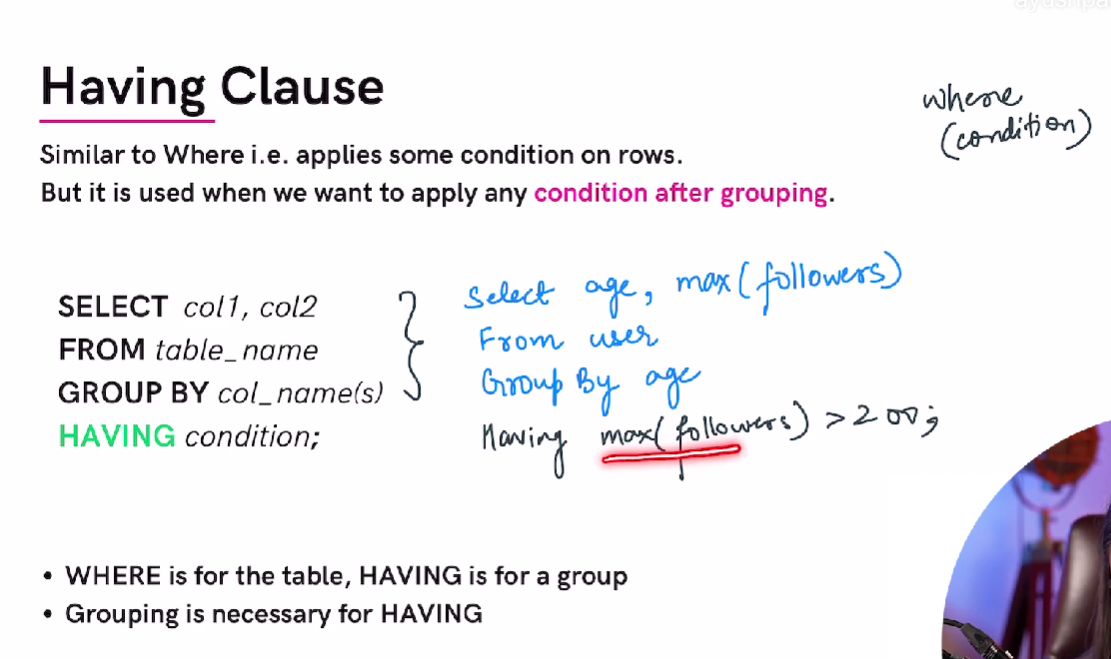 Having Clause
where
(condition)
Similar to Where i.e. applies some condition on rows.
But it is used when we want to apply any condition after grouping.
SELECT col1, col2
FROM table_name
GROUP BY col_name(s)
HAVING condition;
Select age, max(followers)
From user
Group By age
Having max(followers) >200;
• WHERE is for the table, HAVING is for a group
• Grouping is necessary for HAVING